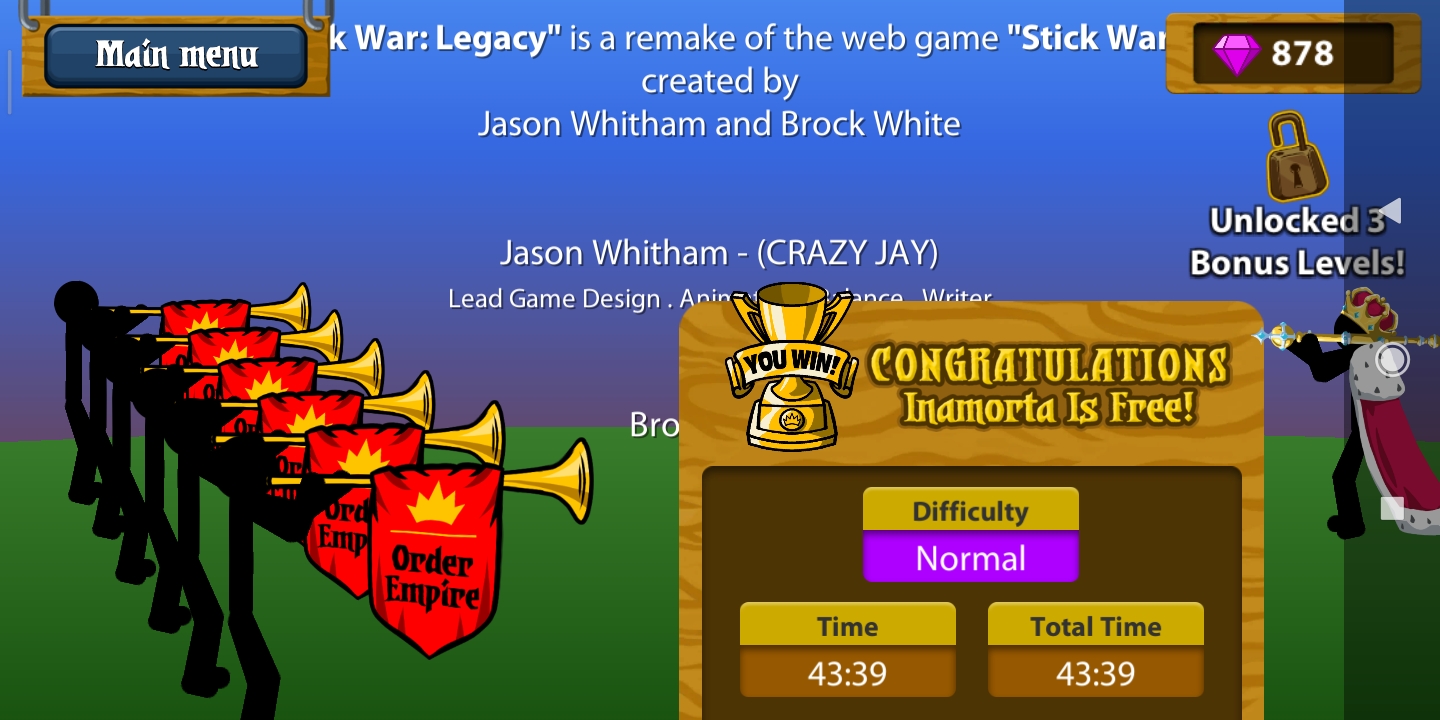 Main menu
k War: Legacy" is a remake of the web game "Stick War
created by
Jason Whitham and Brock White
878
Unlocked 3
Bonus Levels!
Jason Whitham - (CRAZY JAY)
Lead Game Design . Writer
Bro
YOU WIN!
CONGRATULATIONS
Inamorta Is Free!
Difficulty
Normal
Time
43:39
Total Time
43:39
Ord
Emp
Order
Empire